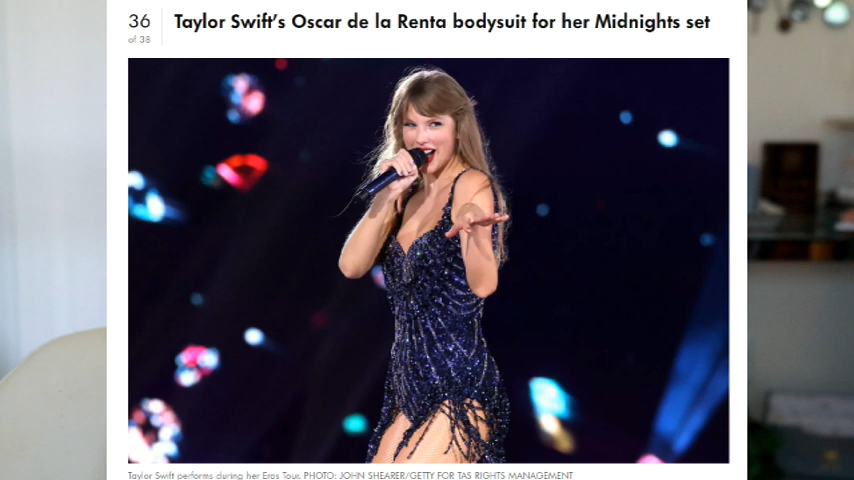 36
of 38
Taylor Swift's Oscar de la Renta bodysuit for her Midnights set
Taylor Swift performs during her Eras Tour. PHOTO: JOHN SHEARER/GETTY FOR TAS RIGHTS MANAGEMENT